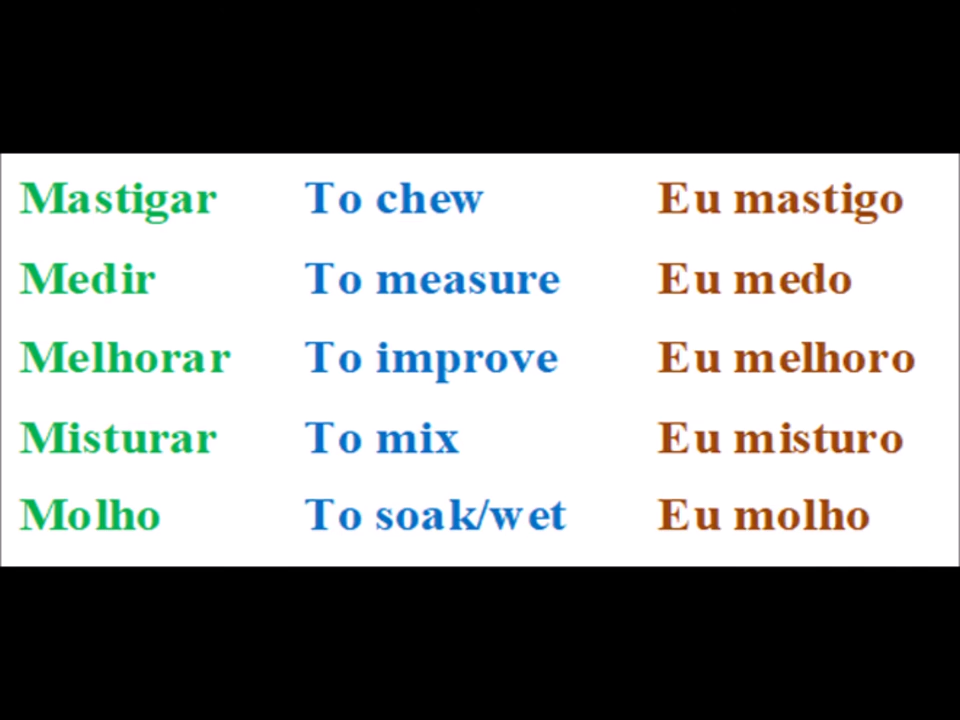 Mastigar To chew Eu mastigo
Medir To measure Eu medo
Melhorar To improve Eu melhoro
Misturar To mix Eu misturo
Molho To soak/wet Eu molho